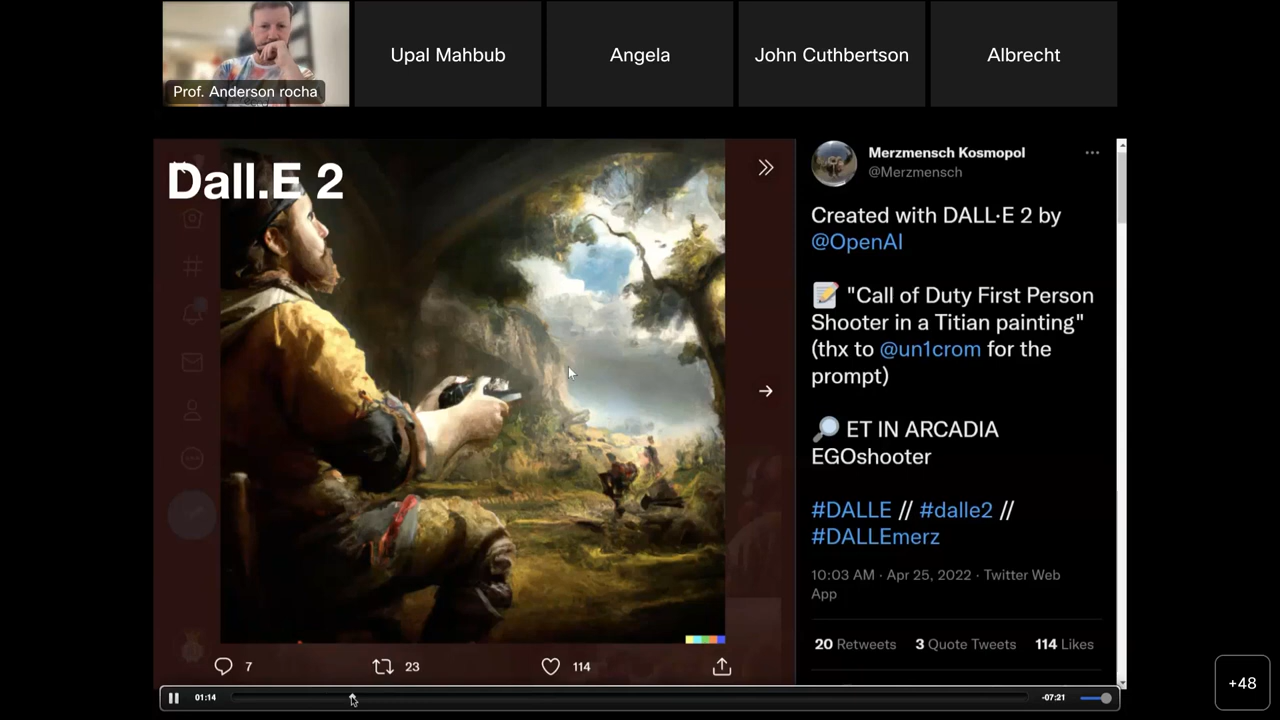 Prof. Anderson rocha
Upal Mahbub
Angela
John Cuthbertson
Albrecht
Dall.E 2
Merzmensch Kosmopol
@Merzmensch
Created with DALL·E 2 by
@OpenAI
📝 "Call of Duty First Person
Shooter in a Titian painting"
(thx to @un1crom for the
prompt)
🔎 ET IN ARCADIA
EGOshooter
#DALLE // #dalle2 //
#DALLEmerz
10:03 AM · Apr 25, 2022 · Twitter Web
App
20 Retweets 3 Quote Tweets 114 Likes
7 23 114
01:14 -07:21
+48